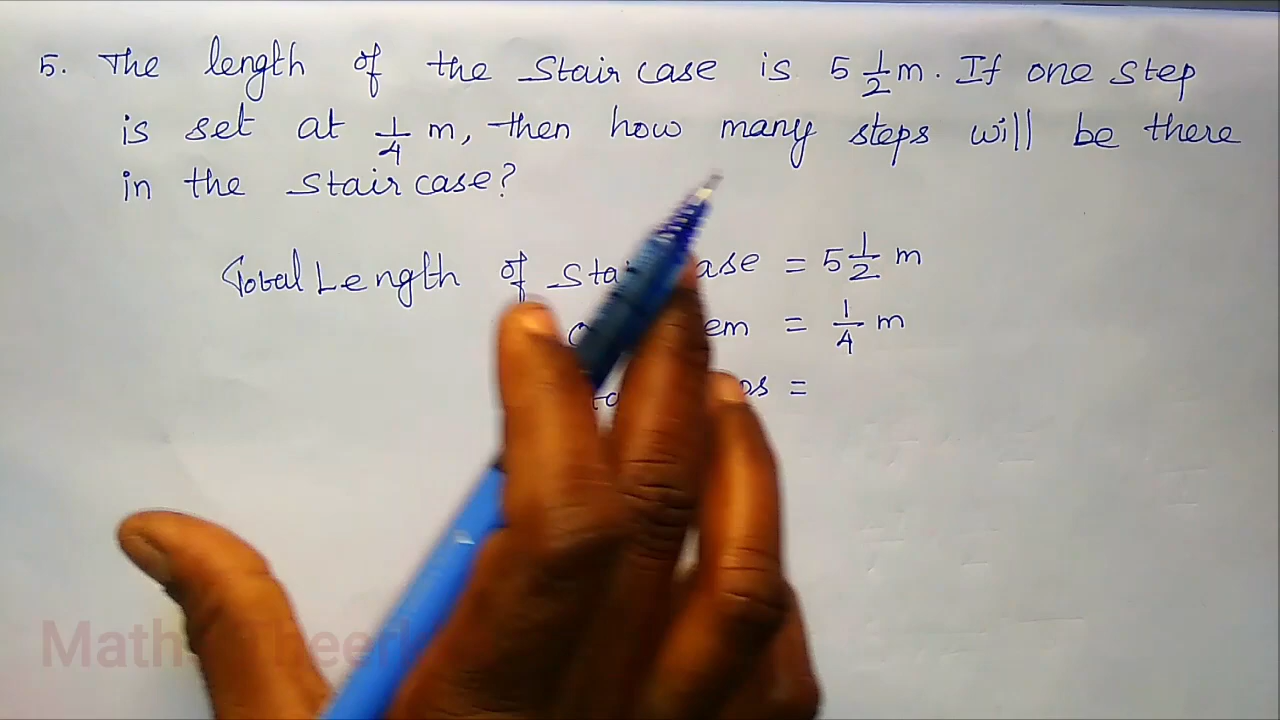 5. The length of the Stair case is 5 1/2 m. If one Step
is set at 1/4 m, then how many steps will be there
in the Stair case?
Total Length of = 5 1/2 m
= 1/4 m
=
Maths